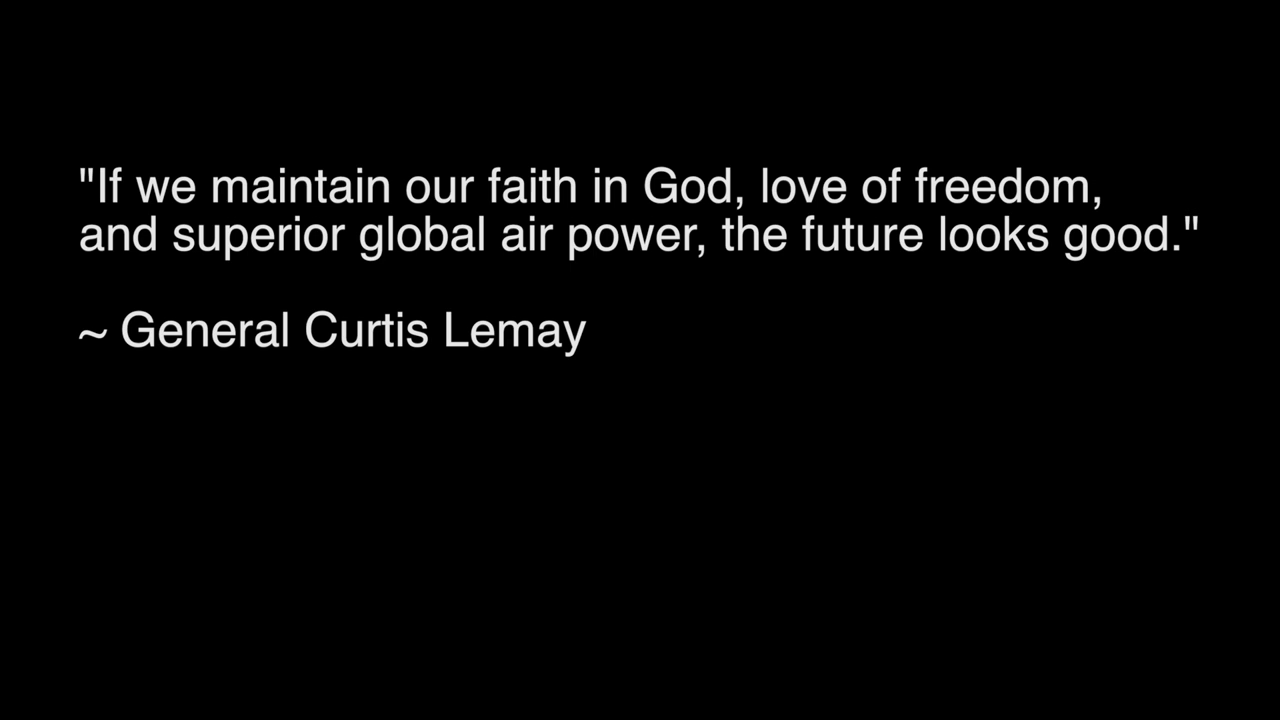 "If we maintain our faith in God, love of freedom,
and superior global air power, the future looks good."
~ General Curtis Lemay